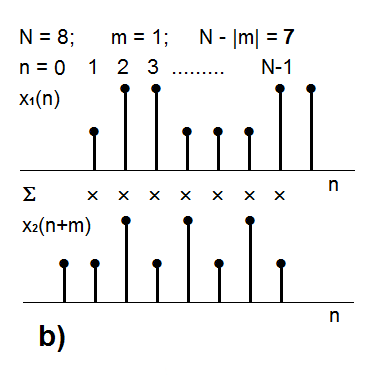 N = 8; m = 1; N - |m| = 7
n = 0 1 2 3 ......... N-1
x₁(n)
n
Σ × × × × × × ×
x₂(n+m)
n
b)